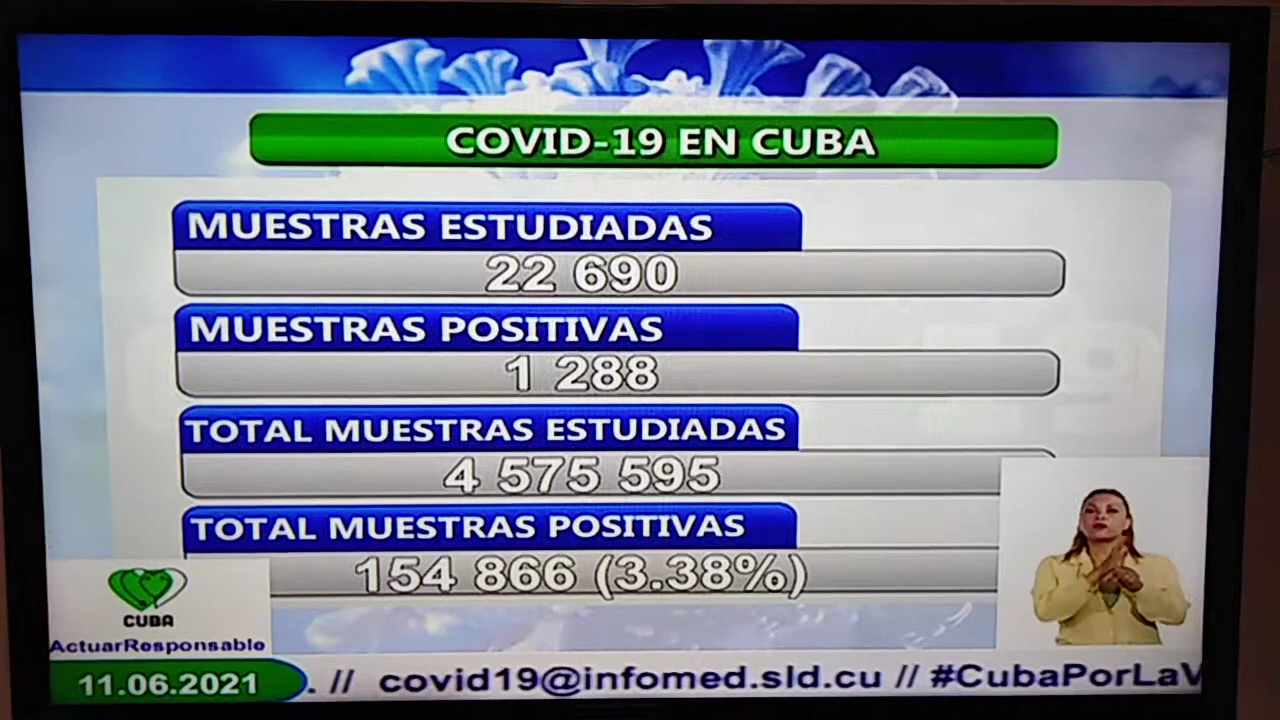 COVID-19 EN CUBA
MUESTRAS ESTUDIADAS
22 690
MUESTRAS POSITIVAS
1 288
TOTAL MUESTRAS ESTUDIADAS
4 575 595
TOTAL MUESTRAS POSITIVAS
154 866 (3.38%)
CUBA
ActuarResponsable
11.06.2021 . // covid19@infomed.sld.cu // #CubaPorLaV